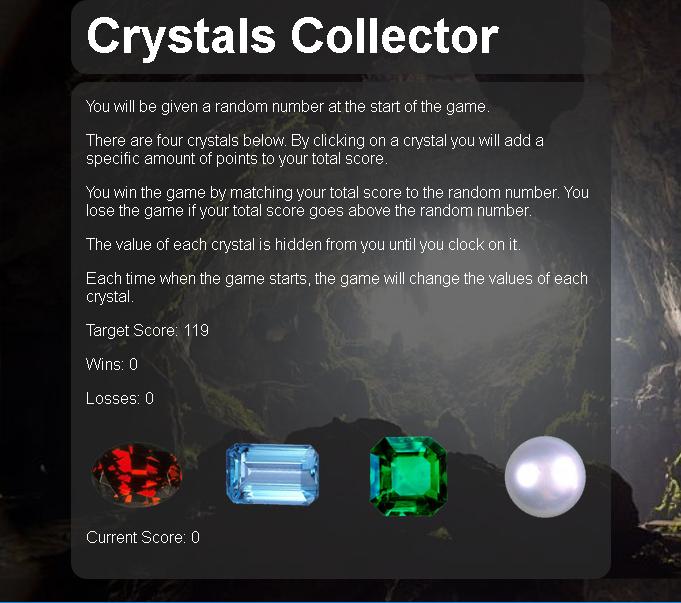 Crystals Collector
You will be given a random number at the start of the game.
There are four crystals below. By clicking on a crystal you will add a
specific amount of points to your total score.
You win the game by matching your total score to the random number. You
lose the game if your total score goes above the random number.
The value of each crystal is hidden from you until you clock on it.
Each time when the game starts, the game will change the values of each
crystal.
Target Score: 119
Wins: 0
Losses: 0
Current Score: 0